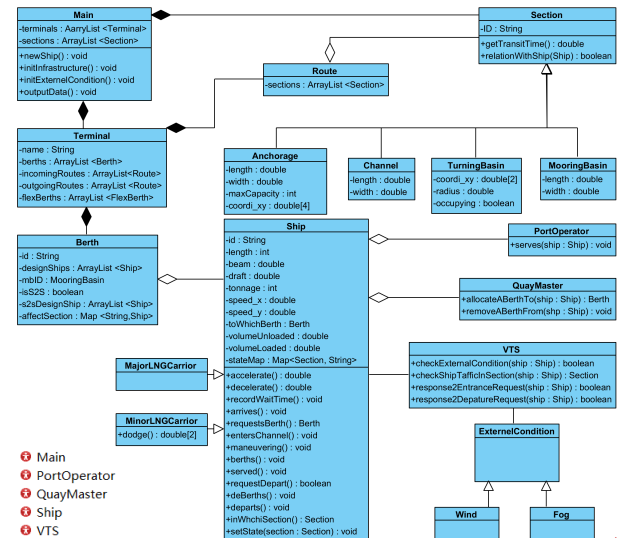 Main
-terminals : AarryList <Terminal>
-sections : ArrayList <Section>
+newShip() : void
+initInfrastructure() : void
+initExternelCondition() : void
+outputData() : void
Section
-ID : String
+getTransitTime() : double
+relationWithShip(Ship) : boolean
Route
-sections : ArrayList <Section>
Terminal
-name : String
-berths : ArrayList <Berth>
-incomingRoutes : ArrayList<Route>
-outgoingRoutes : ArrayList <Route>
-flexBerths : ArrayList <FlexBerth>
Anchorage
-length : double
-width : double
-maxCapacity : int
-coordi_xy : double[4]
Channel
-length : double
-width : double
TurningBasin
-coordi_xy : double[2]
-radius : double
-occupying : boolean
MooringBasin
-length : double
-width : double
Berth
-id : String
-designShips : ArrayList <Ship>
-mbID : MooringBasin
-isS2S : boolean
-s2sDesignShip : ArrayList <Ship>
-affectSection : Map <String,Ship>
Ship
-id : String
-length : int
-beam : double
-draft : double
-tonnage : int
-speed_x : double
-speed_y : double
-toWhichBerth : Berth
-volumeUnloaded : double
-volumeLoaded : double
-stateMap : Map<Section, String>
+accelerate() : double
+decelerate() : double
+recordWaitTime() : void
+arrives() : void
+requestsBerth() : Berth
+entersChannel() : void
+maneuvering() : void
+berths() : void
+served() : void
+requestDepart() : boolean
+deBerths() : void
+departs() : void
+inWhchiSection() : Section
+setState(section : Section) : void
PortOperator
+serves(ship : Ship) : void
QuayMaster
+allocateABerthTo(ship : Ship) : Berth
+removeABerthFrom(ship : Ship) : void
VTS
+checkExternalCondition(ship : Ship) : boolean
+checkShipTafficInSection(ship : Ship) : Section
+response2EntranceRequest(ship : Ship) : boolean
+response2DepatureRequest(ship : Ship) : boolean
MajorLNGCarrior
MinorLNGCarrior
+dodge() : double[2]
ExternelCondition
Wind
Fog
Main
PortOperator
QuayMaster
Ship
VTS